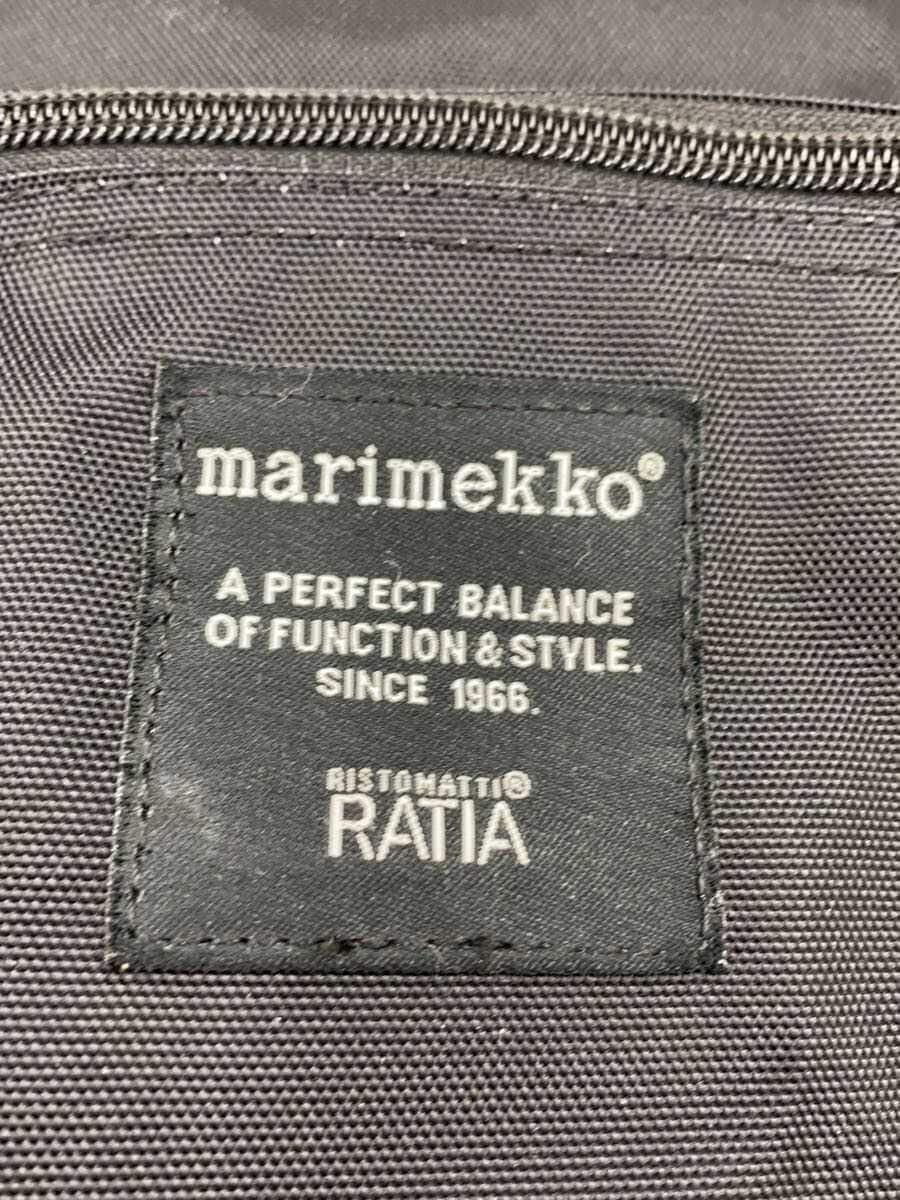 marimekko®
A PERFECT BALANCE
OF FUNCTION & STYLE.
SINCE 1966.
RISTOMATTI®
RATIA